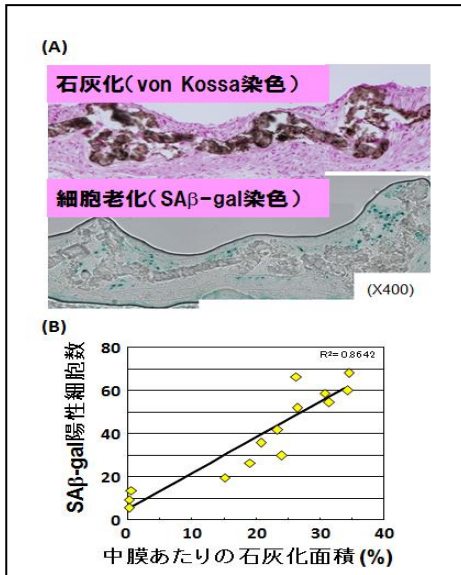 (A)
石灰化(von Kossa染色)
細胞老化(SAβ-gal染色)
(X400)
(B)
SAβ-gal陽性細胞数
80
60
40
20
0
R²= 0.8642
0 10 20 30 40
中膜あたりの石灰化面積(%)